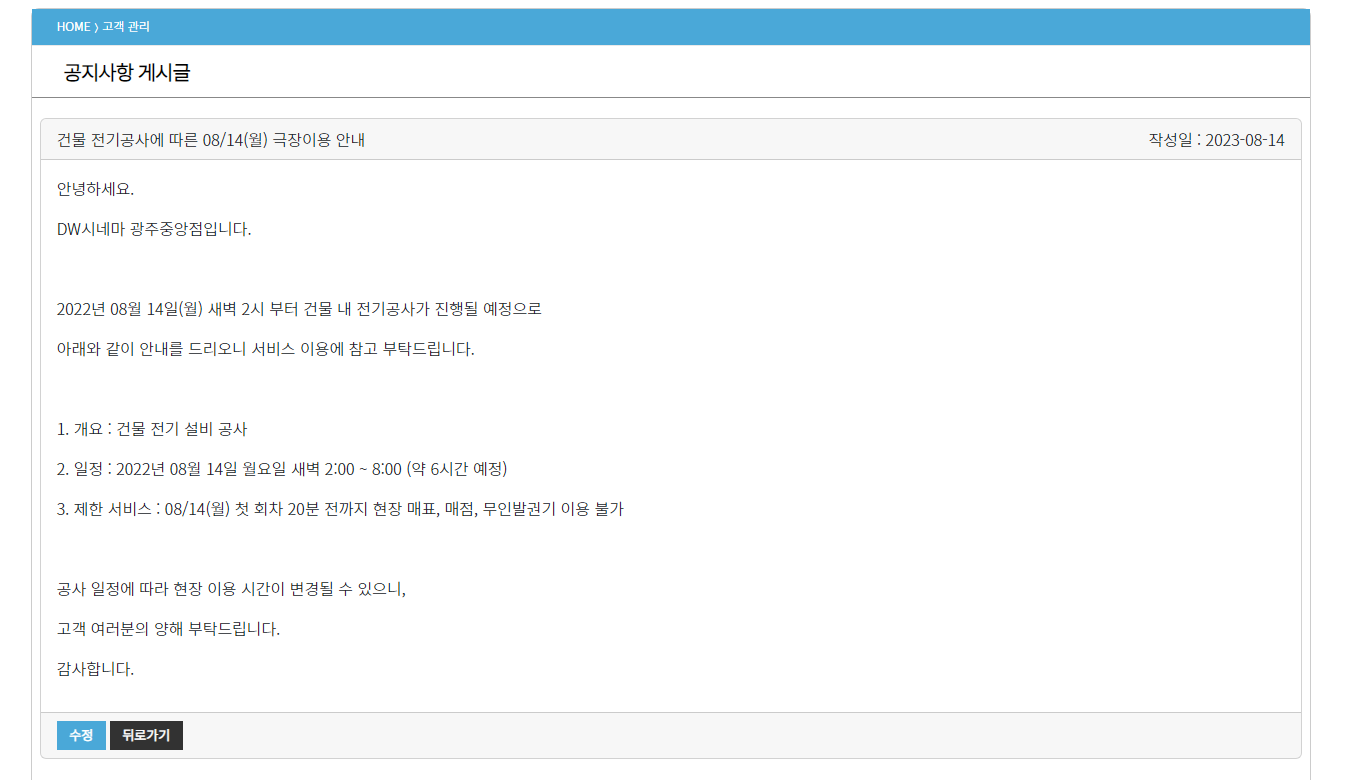 HOME > 고객 관리
공지사항 게시글
건물 전기공사에 따른 08/14(월) 극장이용 안내 작성일 : 2023-08-14
안녕하세요.
DW시네마 광주중앙점입니다.
2022년 08월 14일(월) 새벽 2시 부터 건물 내 전기공사가 진행될 예정으로
아래와 같이 안내를 드리오니 서비스 이용에 참고 부탁드립니다.
1. 개요 : 건물 전기 설비 공사
2. 일정 : 2022년 08월 14일 월요일 새벽 2:00 ~ 8:00 (약 6시간 예정)
3. 제한 서비스 : 08/14(월) 첫 회차 20분 전까지 현장 매표, 매점, 무인발권기 이용 불가
공사 일정에 따라 현장 이용 시간이 변경될 수 있으니,
고객 여러분의 양해 부탁드립니다.
감사합니다.
수정 뒤로가기